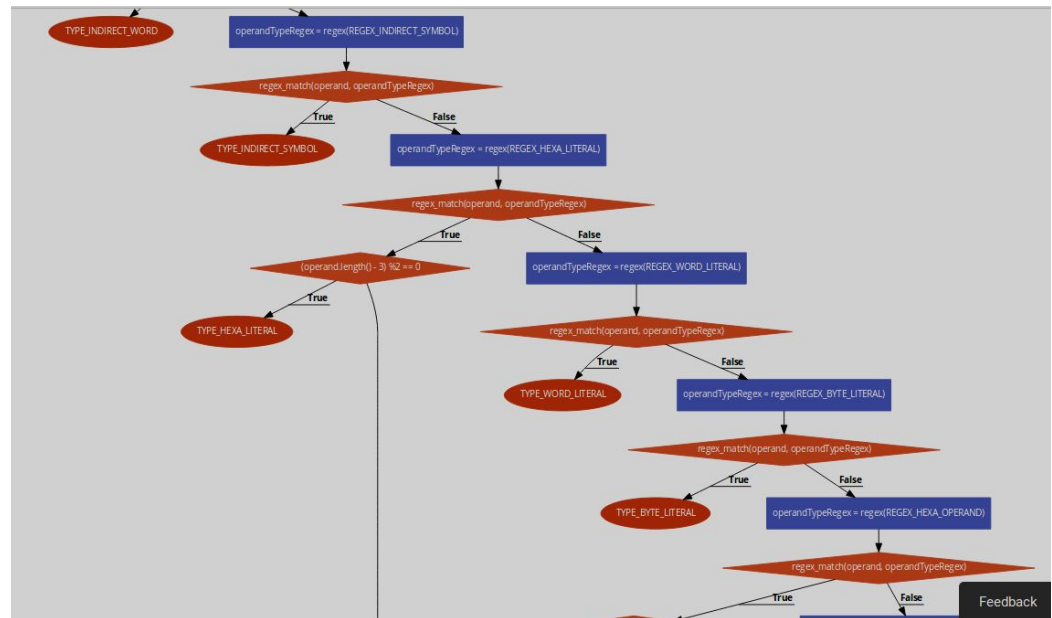 TYPE_INDIRECT_WORD
operandTypeRegex = regex(REGEX_INDIRECT_SYMBOL)
regex_match(operand, operandTypeRegex)
True
False
TYPE_INDIRECT_SYMBOL
operandTypeRegex = regex(REGEX_HEXA_LITERAL)
regex_match(operand, operandTypeRegex)
True
False
(operand.length() - 3) %2 == 0
operandTypeRegex = regex(REGEX_WORD_LITERAL)
True
TYPE_HEXA_LITERAL
regex_match(operand, operandTypeRegex)
True
False
TYPE_WORD_LITERAL
operandTypeRegex = regex(REGEX_BYTE_LITERAL)
regex_match(operand, operandTypeRegex)
True
False
TYPE_BYTE_LITERAL
operandTypeRegex = regex(REGEX_HEXA_OPERAND)
regex_match(operand, operandTypeRegex)
True
False
Feedback